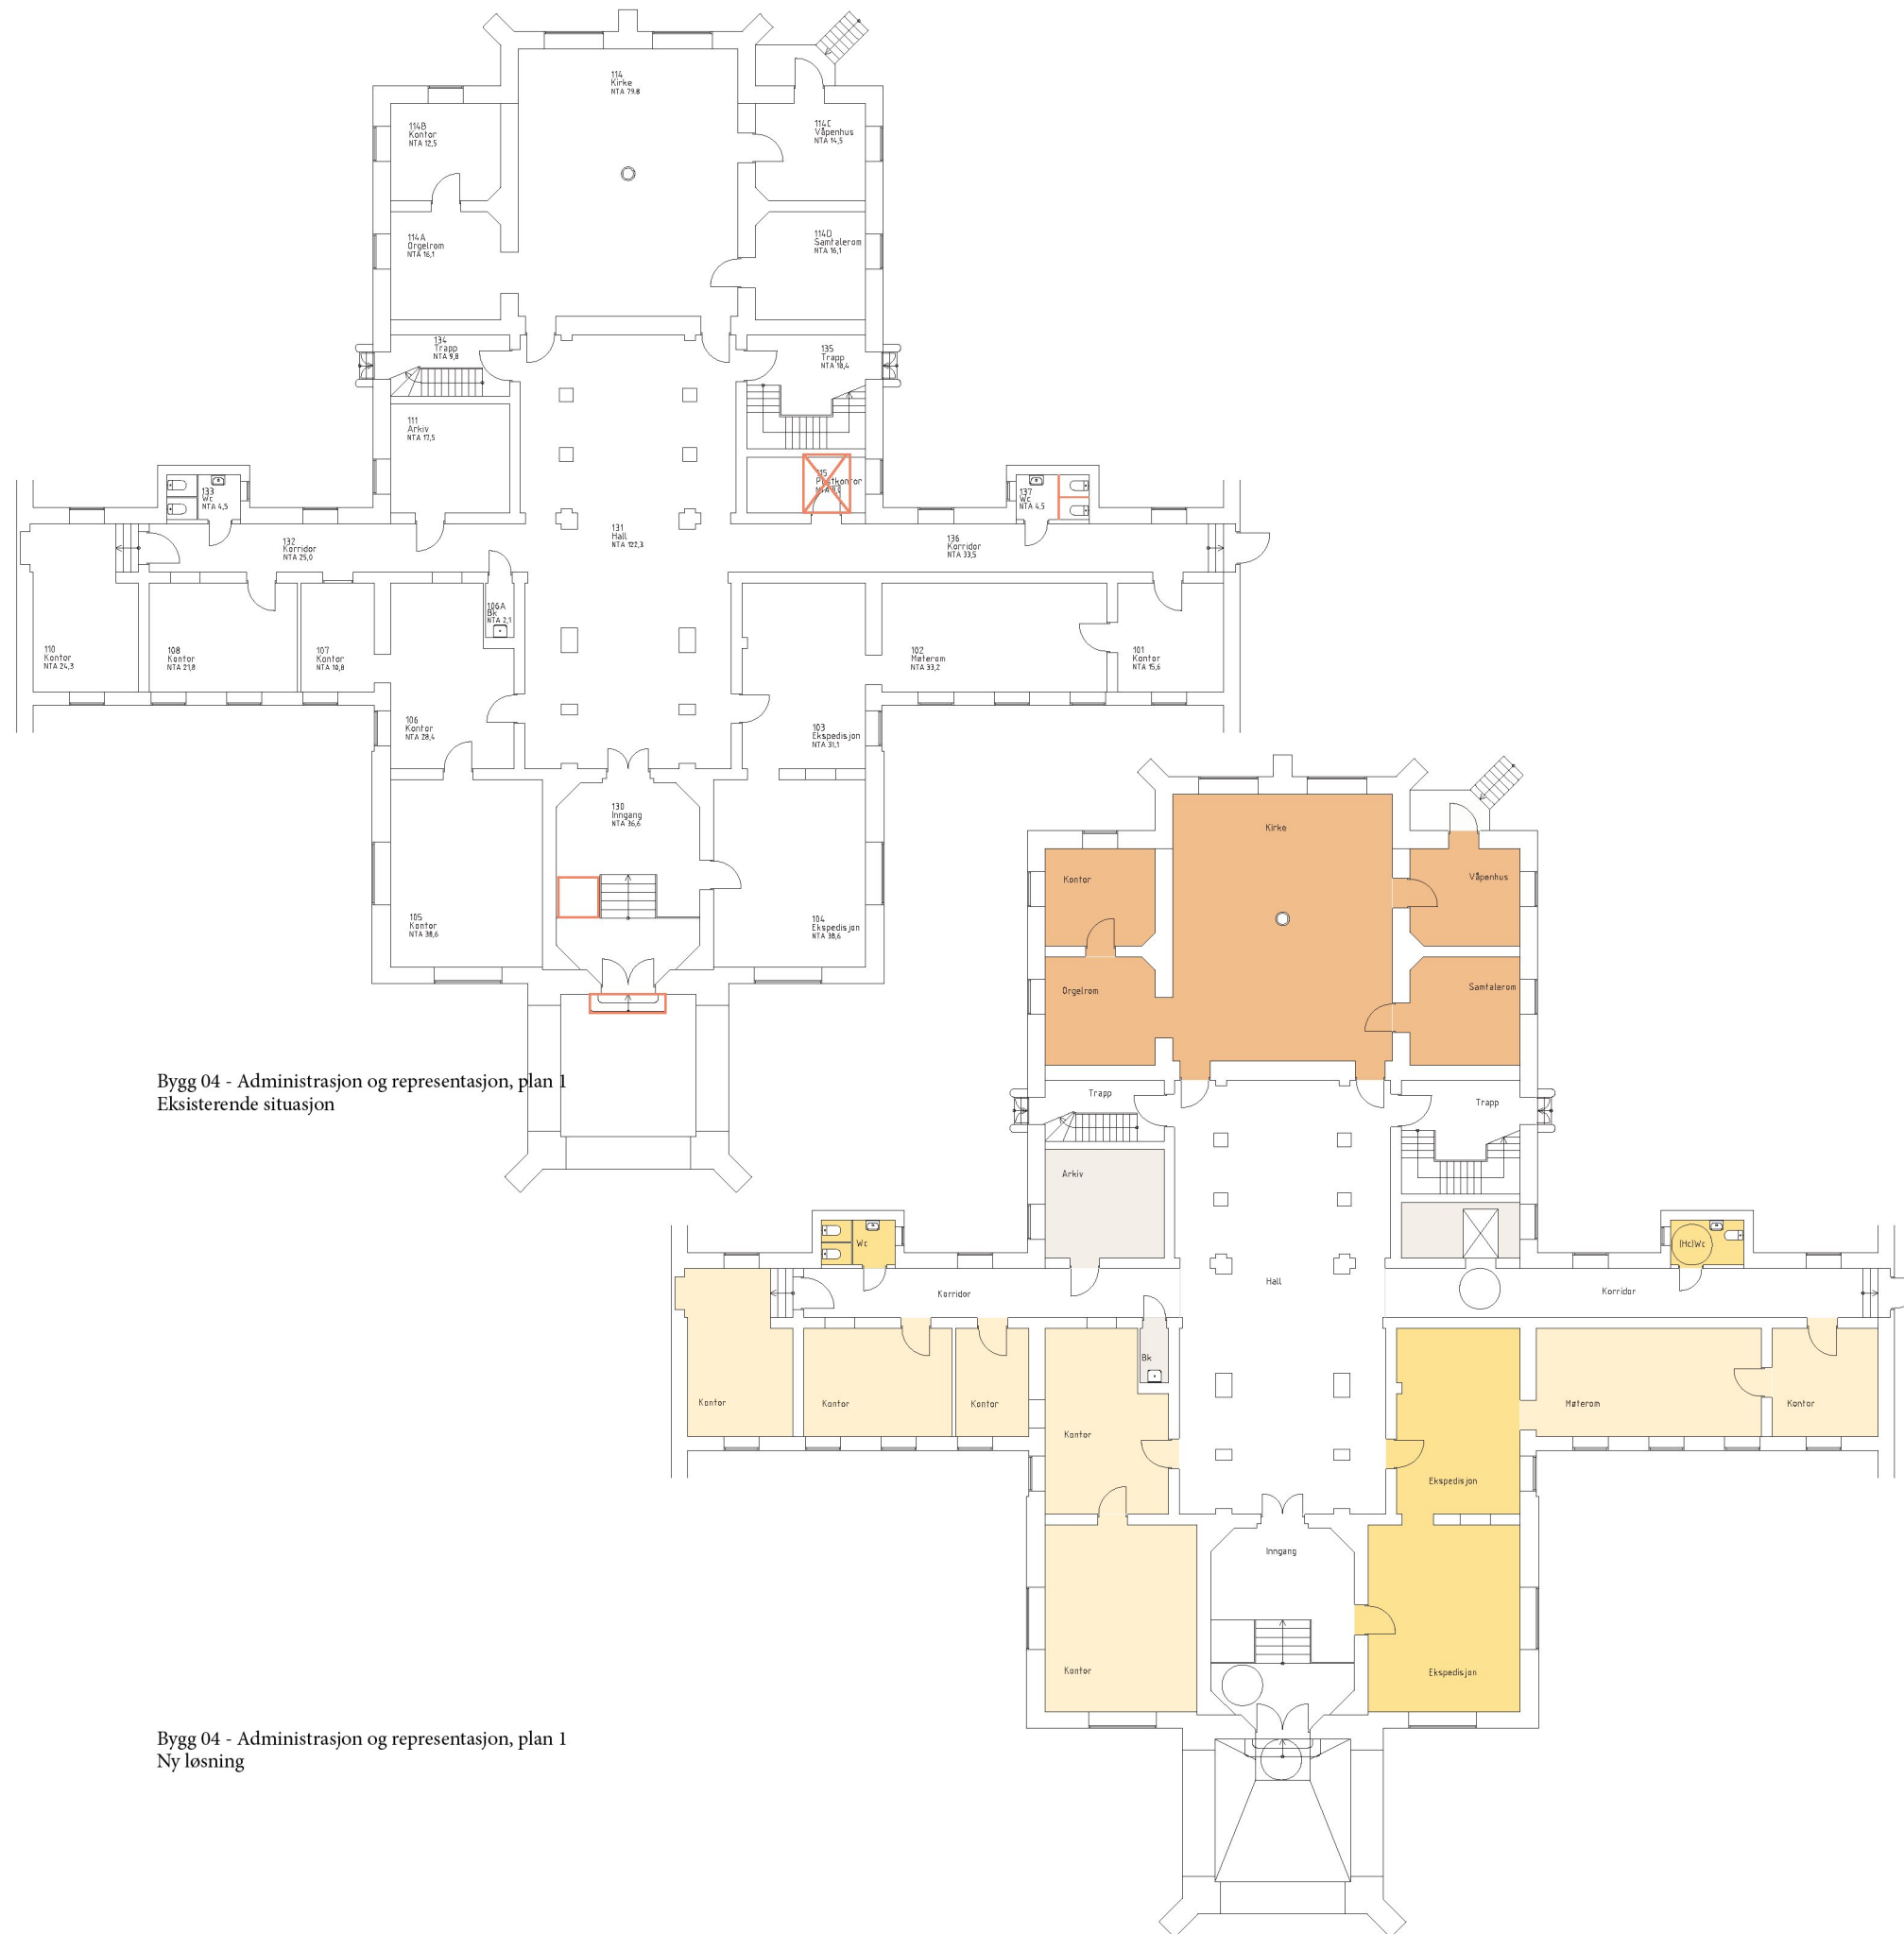 114
Kirke
NTA 79,8
114B
Kontor
NTA 12,5
114C
Våpenhus
NTA 14,5
114A
Orgelrom
NTA 16,1
114D
Samtalerom
NTA 16,1
134
Trapp
NTA 9,8
135
Trapp
NTA 18,4
111
Arkiv
NTA 17,5
115
Postkontor
133
Wc
NTA 4,5
137
Wc
NTA 4,5
131
Hall
NTA 122,3
132
Korridor
NTA 25,0
136
Korridor
NTA 33,5
106A
Bk
NTA 2,1
110
Kontor
NTA 24,3
108
Kontor
NTA 21,8
107
Kontor
NTA 10,8
102
Møterom
NTA 33,2
101
Kontor
NTA 15,6
106
Kontor
NTA 28,4
103
Ekspedisjon
NTA 31,1
130
Inngang
NTA 36,6
105
Kontor
NTA 38,6
104
Ekspedisjon
NTA 38,6
Bygg 04 - Administrasjon og representasjon, plan 1
Eksisterende situasjon
Kirke
Kontor
Våpenhus
Orgelrom
Samtalerom
Trapp
Trapp
Arkiv
Wc
(Hc)Wc
Hall
Korridor
Korridor
Bk
Kontor
Kontor
Kontor
Kontor
Møterom
Kontor
Ekspedisjon
Inngang
Kontor
Ekspedisjon
Bygg 04 - Administrasjon og representasjon, plan 1
Ny løsning